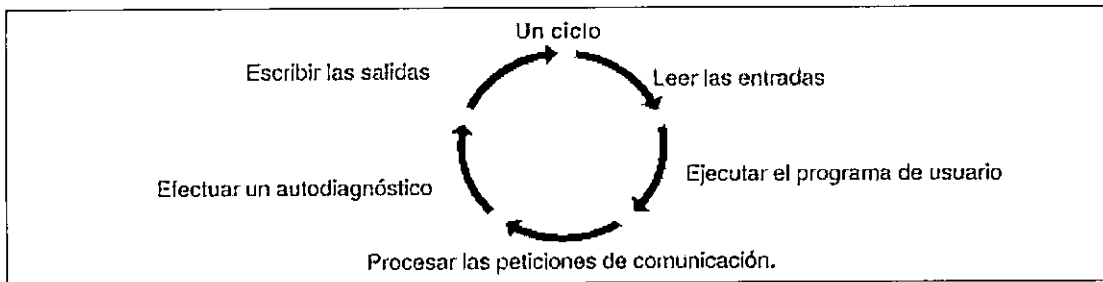 Un ciclo
Escribir las salidas
Leer las entradas
Efectuar un autodiagnóstico
Ejecutar el programa de usuario
Procesar las peticiones de comunicación.